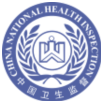 CHINA NATIONAL HEALTH INSPECTION
中国卫生监督